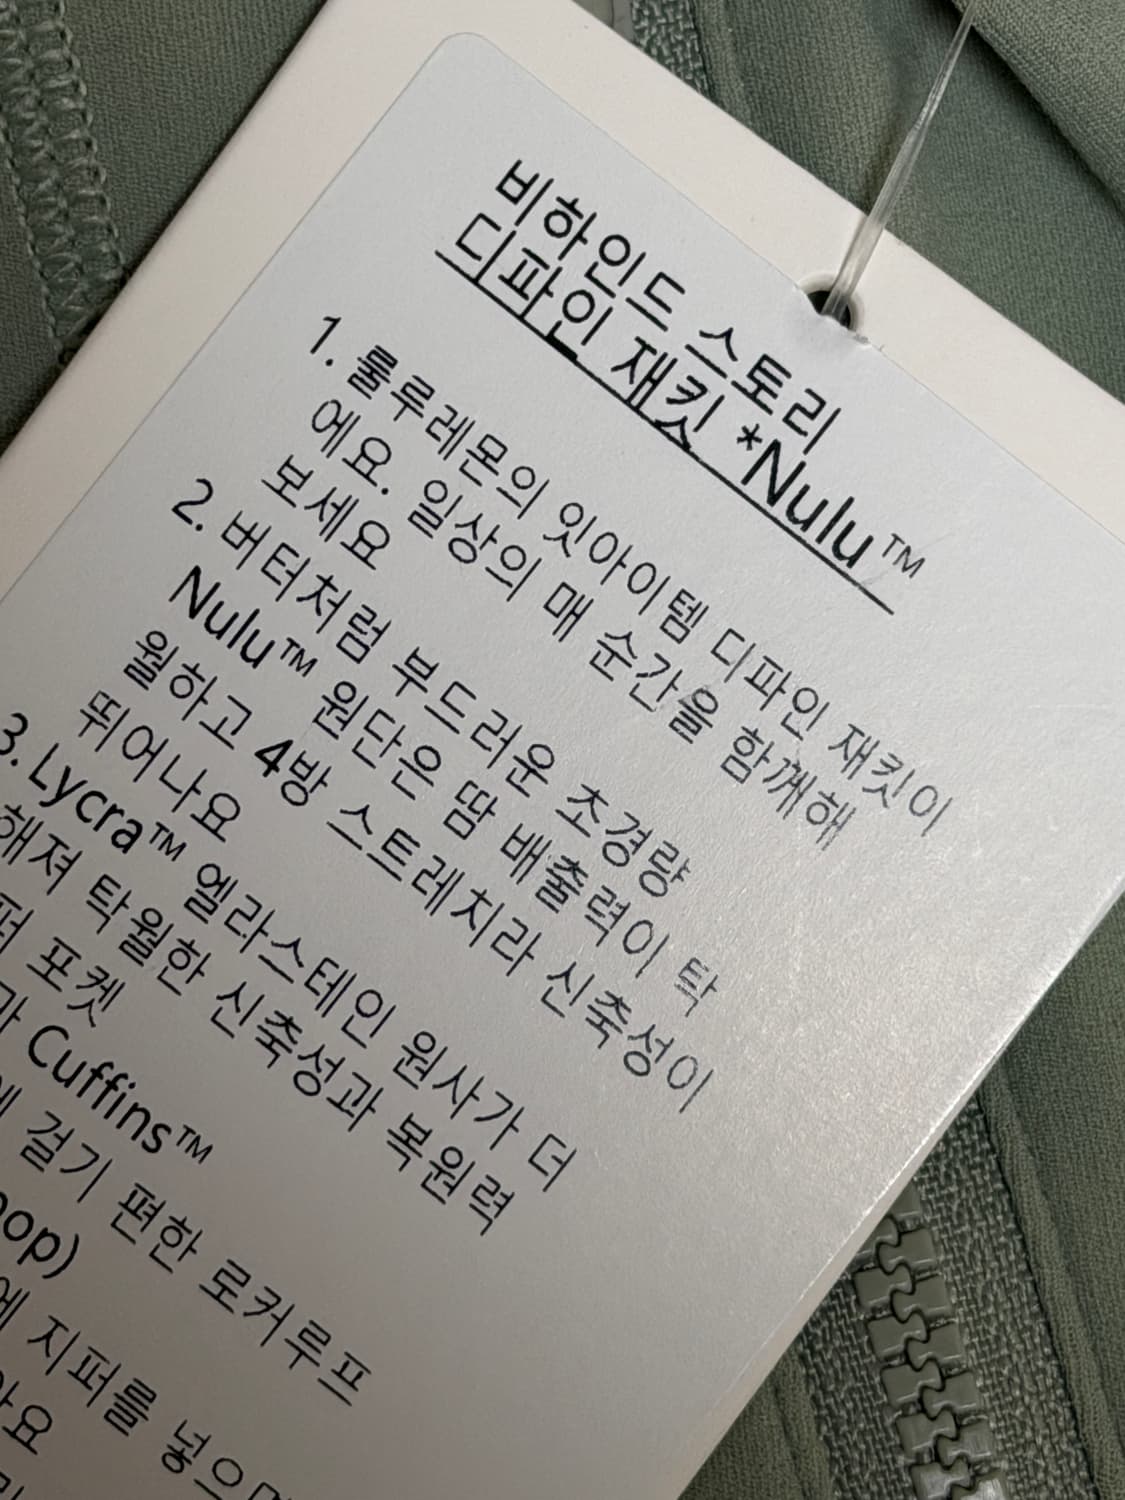 비하인드 스토리
디파인 재킷 *Nulu™
1. 룰루레몬의 잇아이템 디파인 재킷이
에요. 일상의 매 순간을 함께해
보세요
2. 버터처럼 부드러운 초경량
Nulu™ 원단은 땀 배출력이 탁
월하고 4방 스트레치라 신축성이
뛰어나요
3. Lycra™ 엘라스테인 원사가 더
해져 탁월한 신축성과 복원력
포켓
Cuffins™
걸기 편한 로커루프
oop)
에 지퍼를 넣으며
요